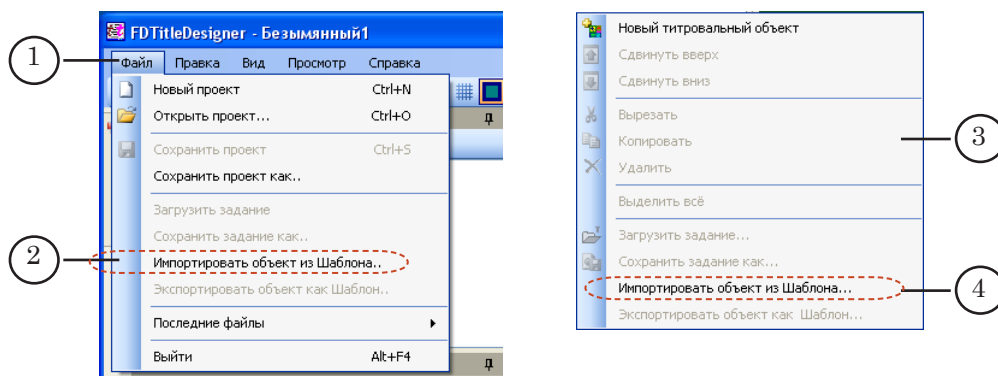 FDTitleDesigner - Безымянный1
1
Файл Правка Вид Просмотр Справка
Новый проект Ctrl+N
Открыть проект... Ctrl+O
Сохранить проект Ctrl+S
Сохранить проект как..
Загрузить задание
Сохранить задание как..
2
Импортировать объект из Шаблона..
Экспортировать объект как Шаблон..
Последние файлы
Выйти Alt+F4
Новый титровальный объект
Сдвинуть вверх
Сдвинуть вниз
Вырезать
3
Копировать
Удалить
Выделить всё
Загрузить задание...
Сохранить задание как...
Импортировать объект из Шаблона...
4
Экспортировать объект как Шаблон...